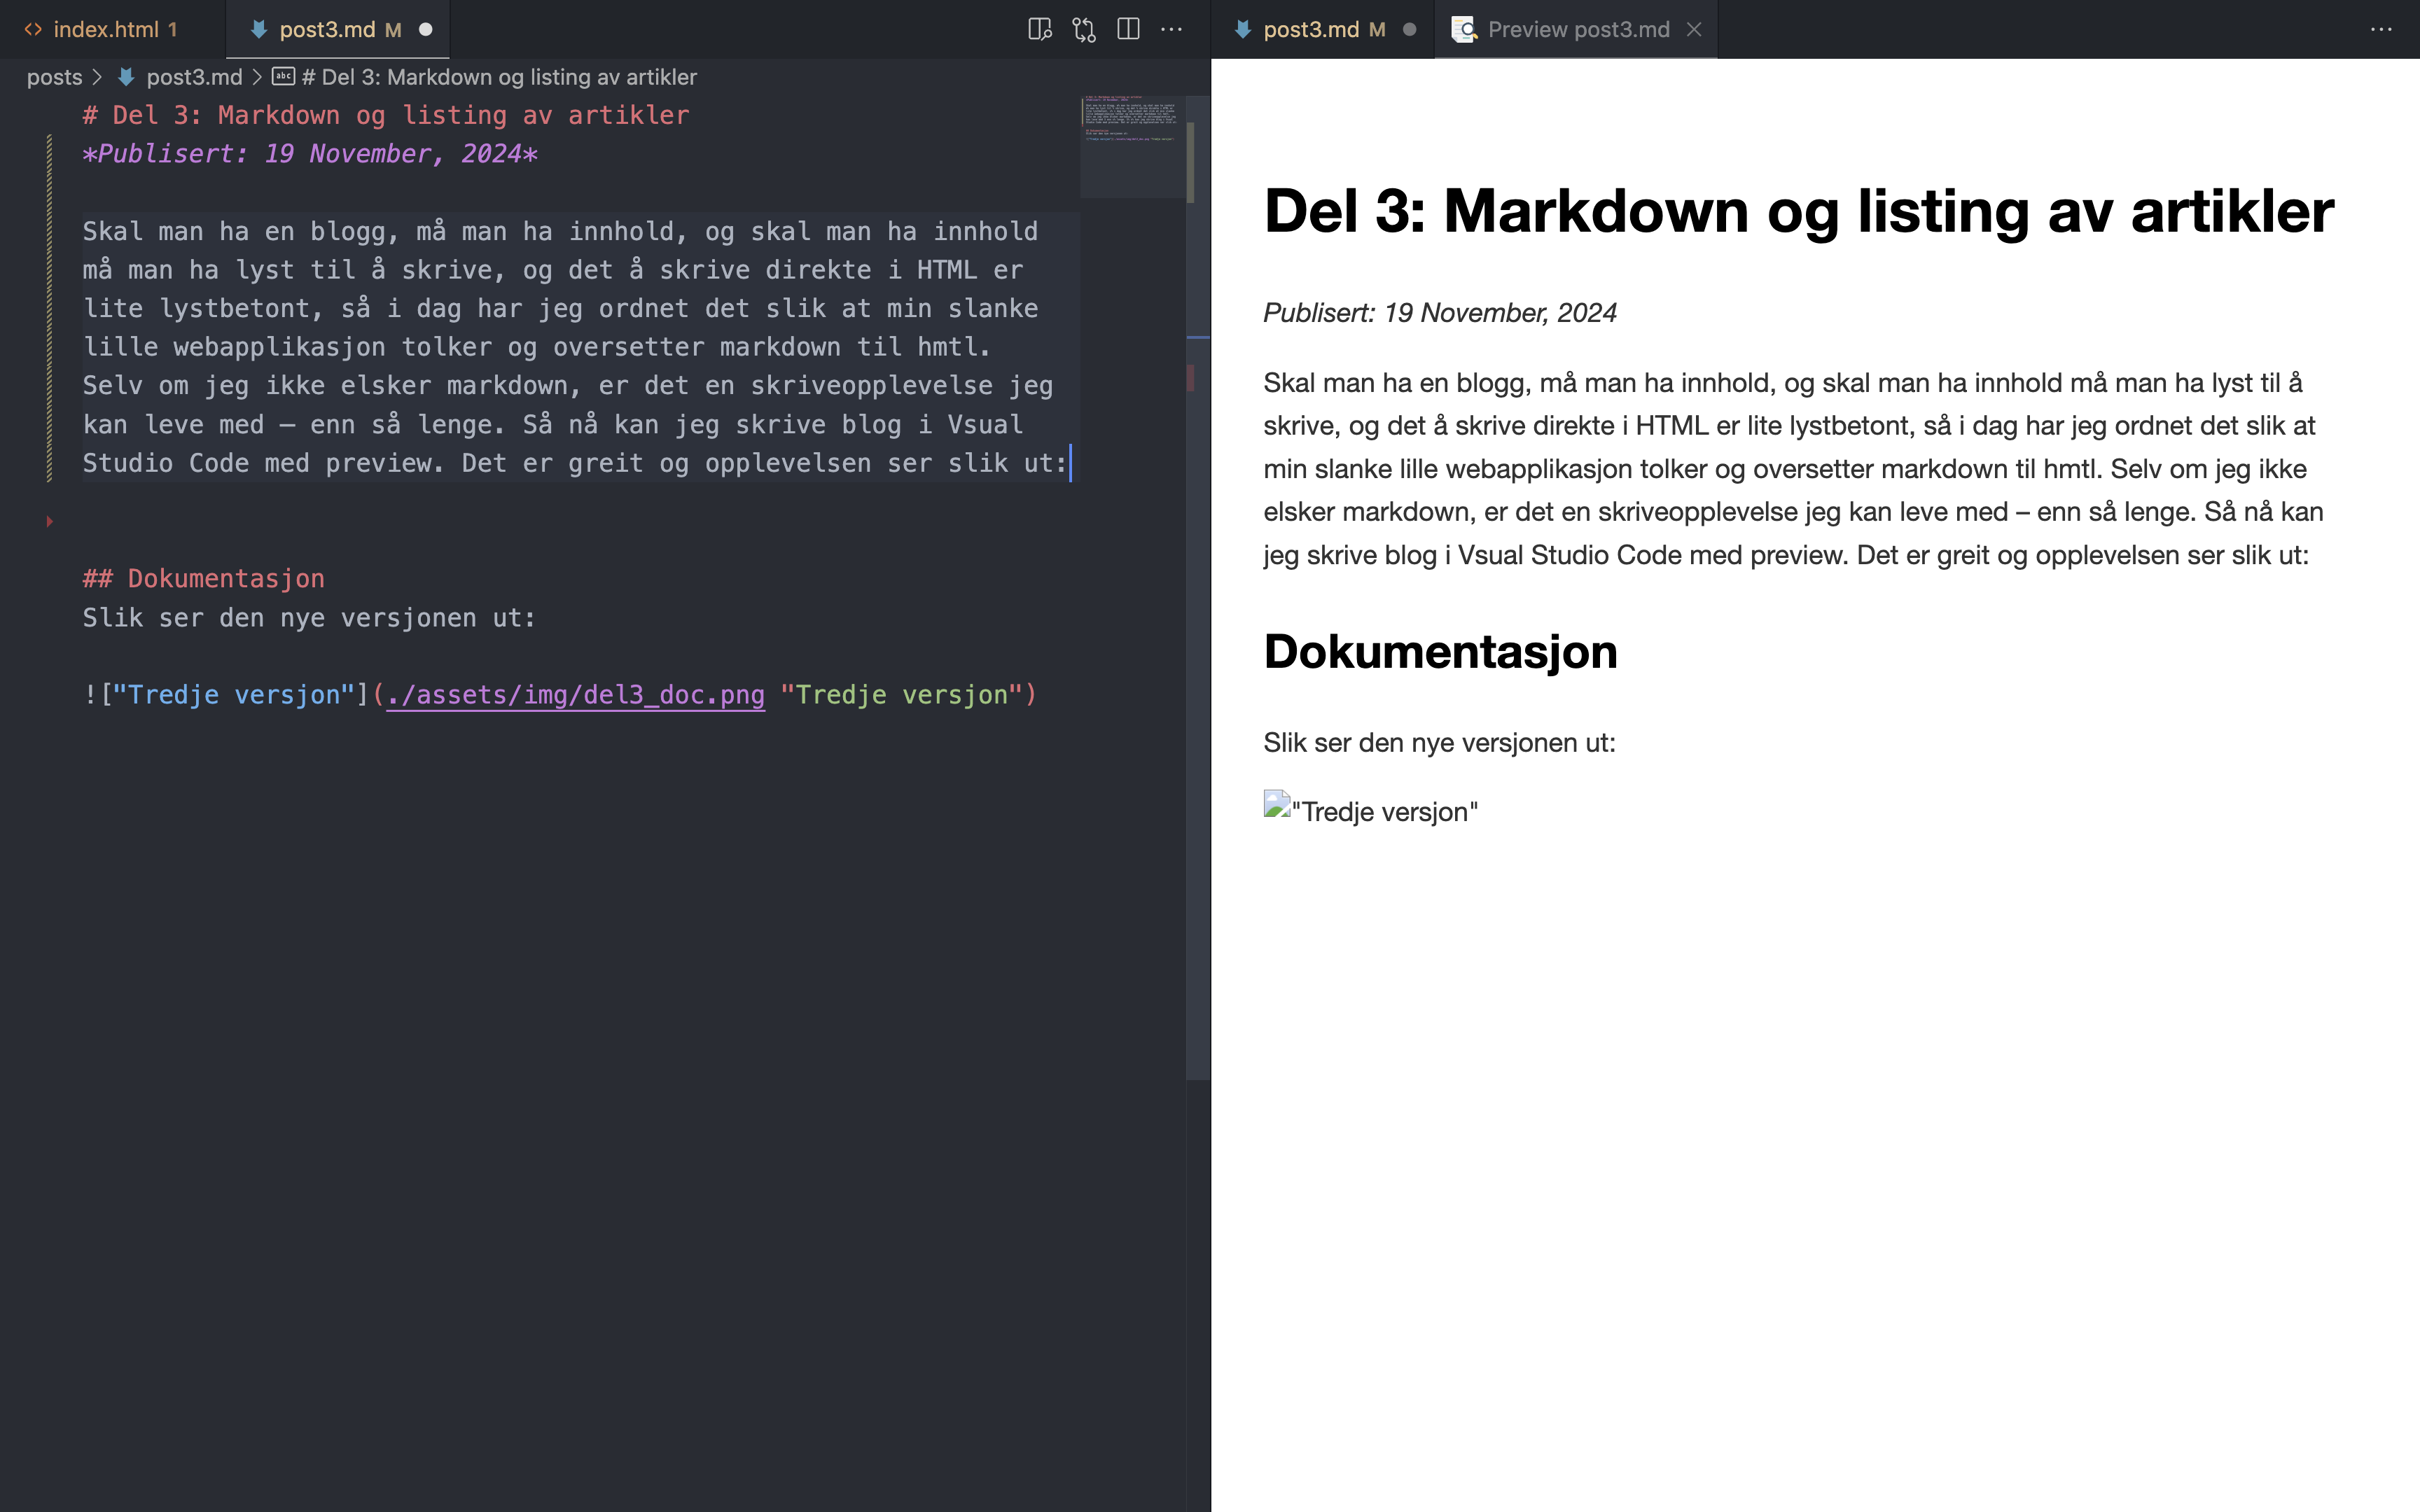 index.html 1
post3.md M
posts > post3.md > # Del 3: Markdown og listing av artikler
# Del 3: Markdown og listing av artikler
*Publisert: 19 November, 2024*
Skal man ha en blogg, må man ha innhold, og skal man ha innhold
må man ha lyst til å skrive, og det å skrive direkte i HTML er
lite lystbetont, så i dag har jeg ordnet det slik at min slanke
lille webapplikasjon tolker og oversetter markdown til hmtl.
Selv om jeg ikke elsker markdown, er det en skriveopplevelse jeg
kan leve med – enn så lenge. Så nå kan jeg skrive blog i Vsual
Studio Code med preview. Det er greit og opplevelsen ser slik ut:
## Dokumentasjon
Slik ser den nye versjonen ut:
!["Tredje versjon"](./assets/img/del3_doc.png "Tredje versjon")
post3.md M
Preview post3.md
Del 3: Markdown og listing av artikler
Publisert: 19 November, 2024
Skal man ha en blogg, må man ha innhold, og skal man ha innhold må man ha lyst til å
skrive, og det å skrive direkte i HTML er lite lystbetont, så i dag har jeg ordnet det slik at
min slanke lille webapplikasjon tolker og oversetter markdown til hmtl. Selv om jeg ikke
elsker markdown, er det en skriveopplevelse jeg kan leve med – enn så lenge. Så nå kan
jeg skrive blog i Vsual Studio Code med preview. Det er greit og opplevelsen ser slik ut:
Dokumentasjon
Slik ser den nye versjonen ut:
"Tredje versjon"